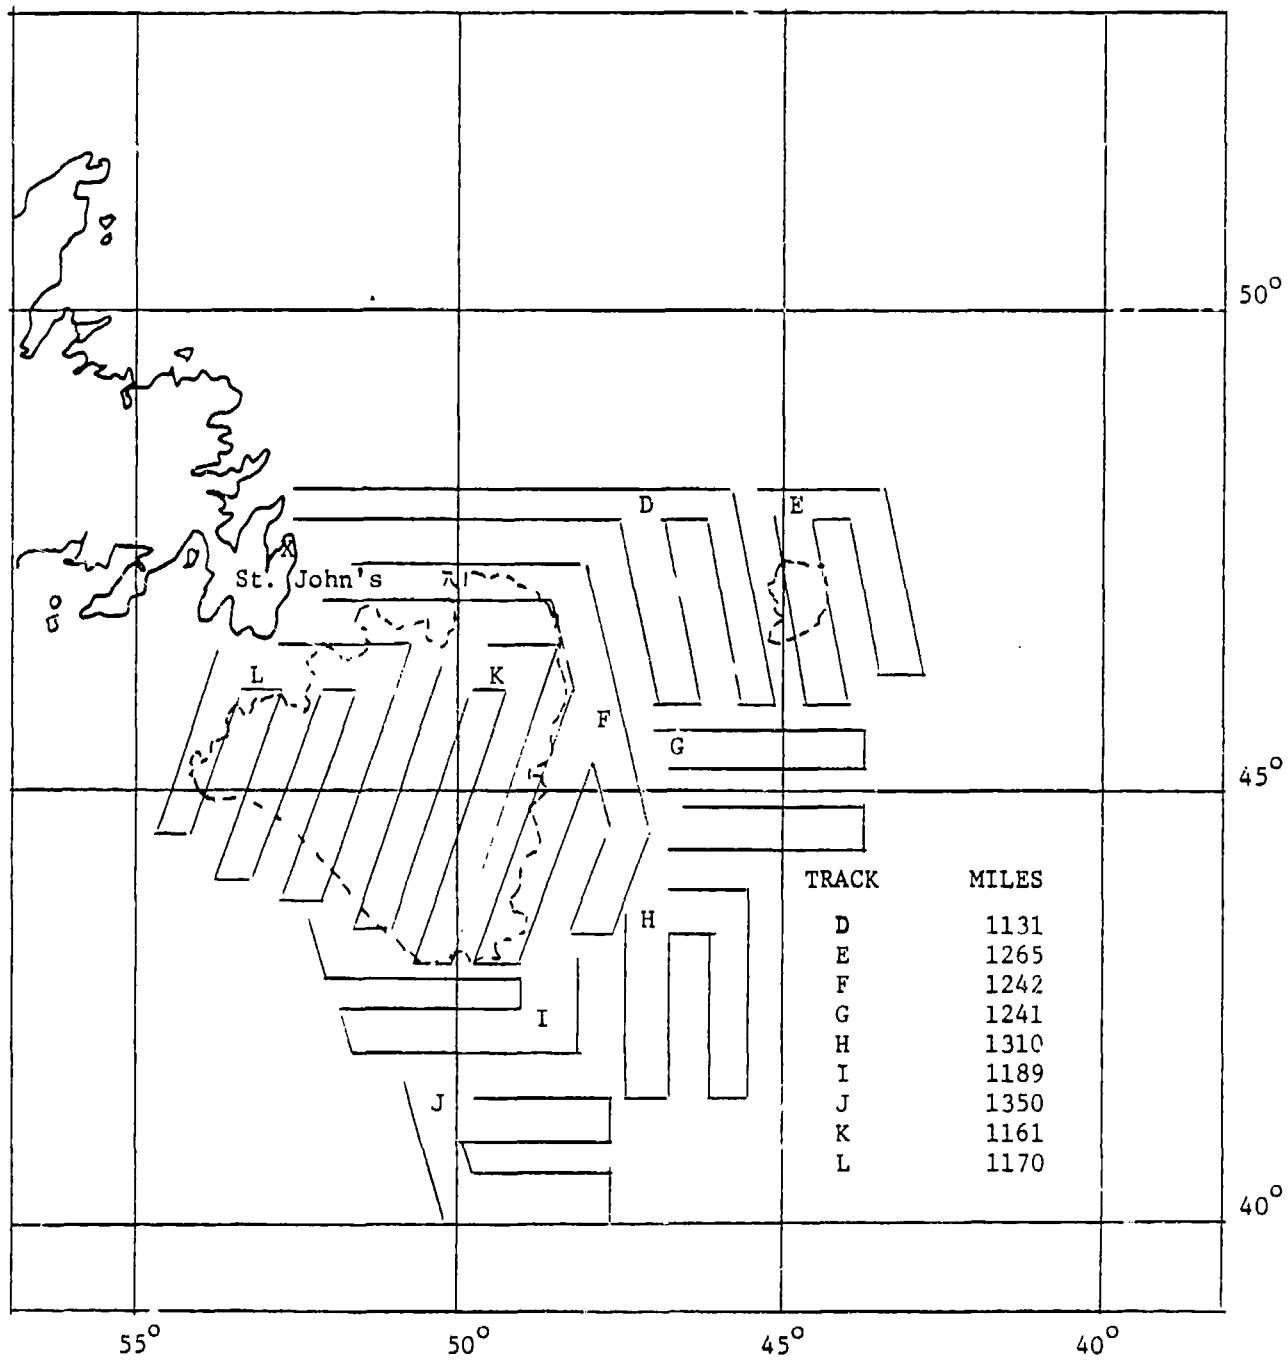 50°
D
E
X
St. John's
L
K
F
G
45°
TRACK MILES
D 1131
E 1265
F 1242
G 1241
H 1310
I 1189
J 1350
K 1161
L 1170
H
I
J
40°
55° 50° 45° 40°